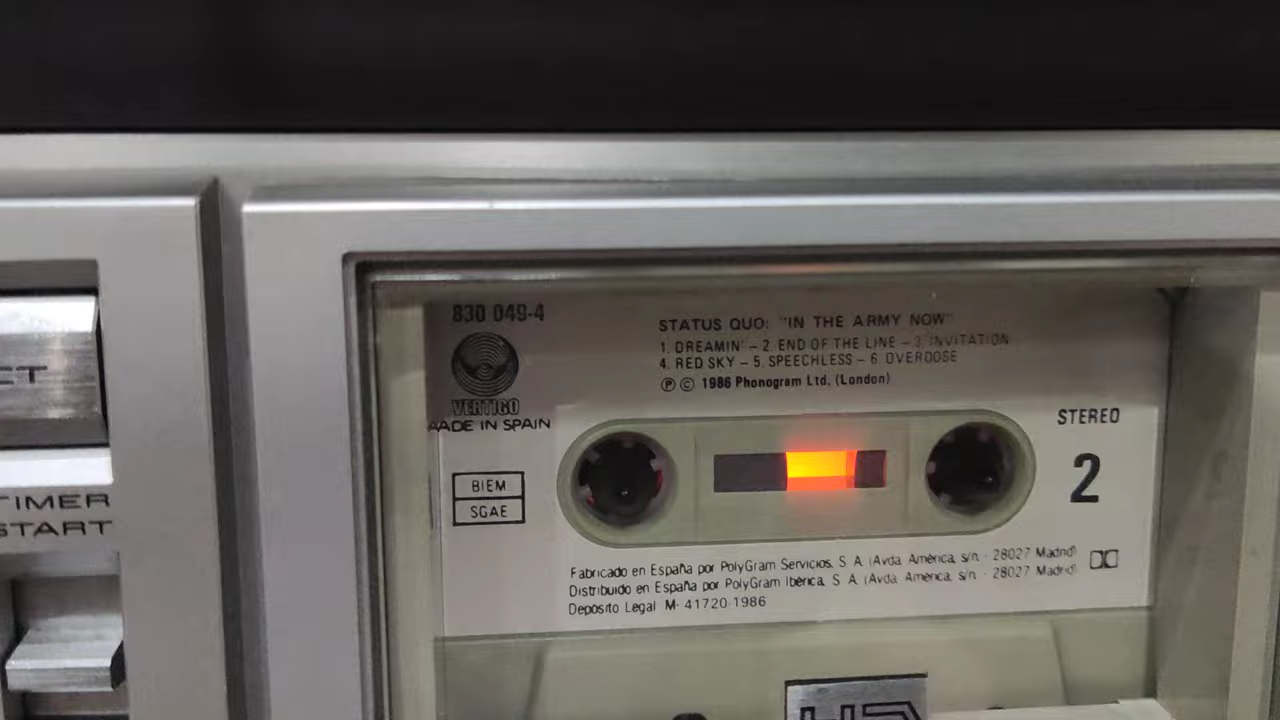 CT
TIMER
START
830 049-4
VERTIGO
MADE IN SPAIN
BIEM
SGAE
STATUS QUO: "IN THE ARMY NOW"
1. DREAMIN' – 2. END OF THE LINE – 3. INVITATION
4. RED SKY – 5. SPEECHLESS – 6. OVERDOSE
Ⓟ © 1986 Phonogram Ltd. (London)
STEREO
2
Fabricado en España por PolyGram Servicios, S. A. (Avda. América, s/n. - 28027 Madrid)
Distribuido en España por PolyGram Ibérica, S. A. (Avda. América, s/n. - 28027 Madrid)
Depósito Legal M- 41720-1986